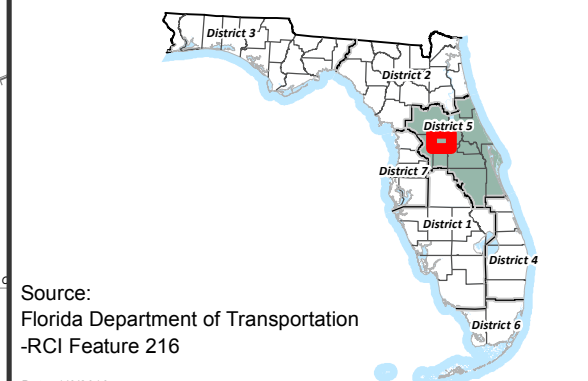 District 3
District 2
District 5
District 7
District 1
District 4
District 6
Source:
Florida Department of Transportation
-RCI Feature 216